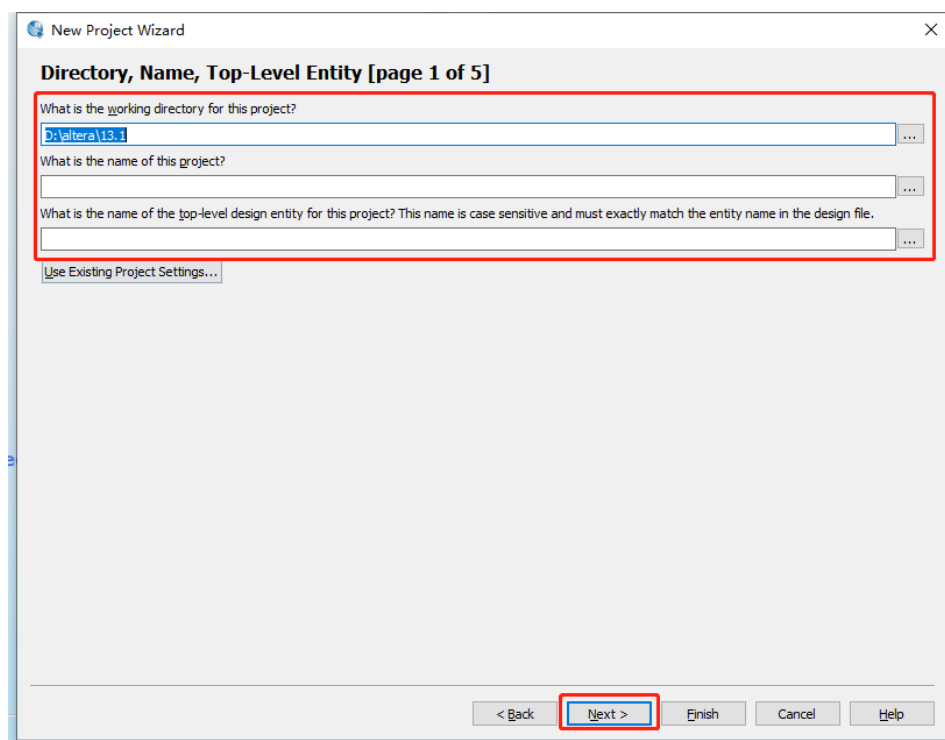 New Project Wizard
Directory, Name, Top-Level Entity [page 1 of 5]
What is the working directory for this project?
D:\altera\13.1
...
What is the name of this project?
...
What is the name of the top-level design entity for this project? This name is case sensitive and must exactly match the entity name in the design file.
...
Use Existing Project Settings...
< Back
Next >
Finish
Cancel
Help